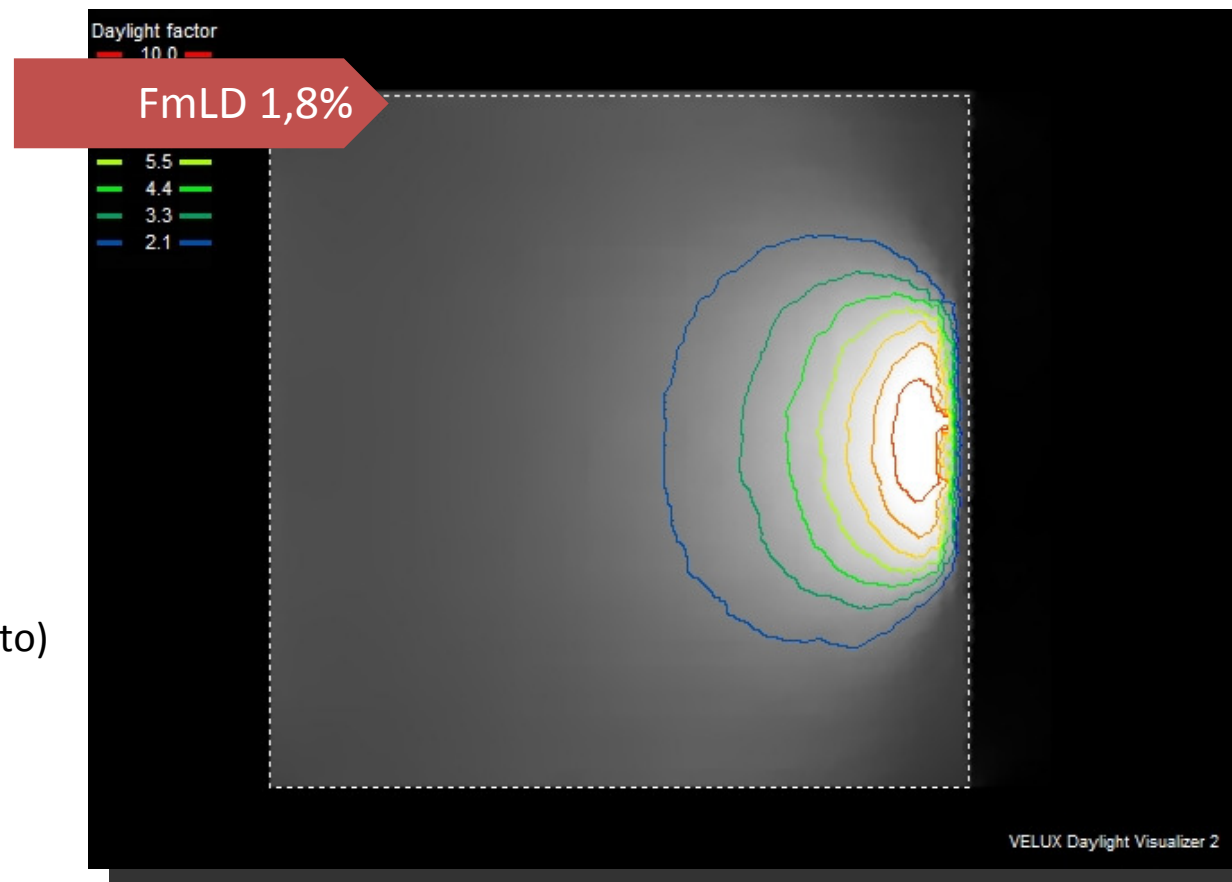 Daylight factor
10.0
FmLD 1,8%
5.5
4.4
3.3
2.1
to)
VELUX Daylight Visualizer 2